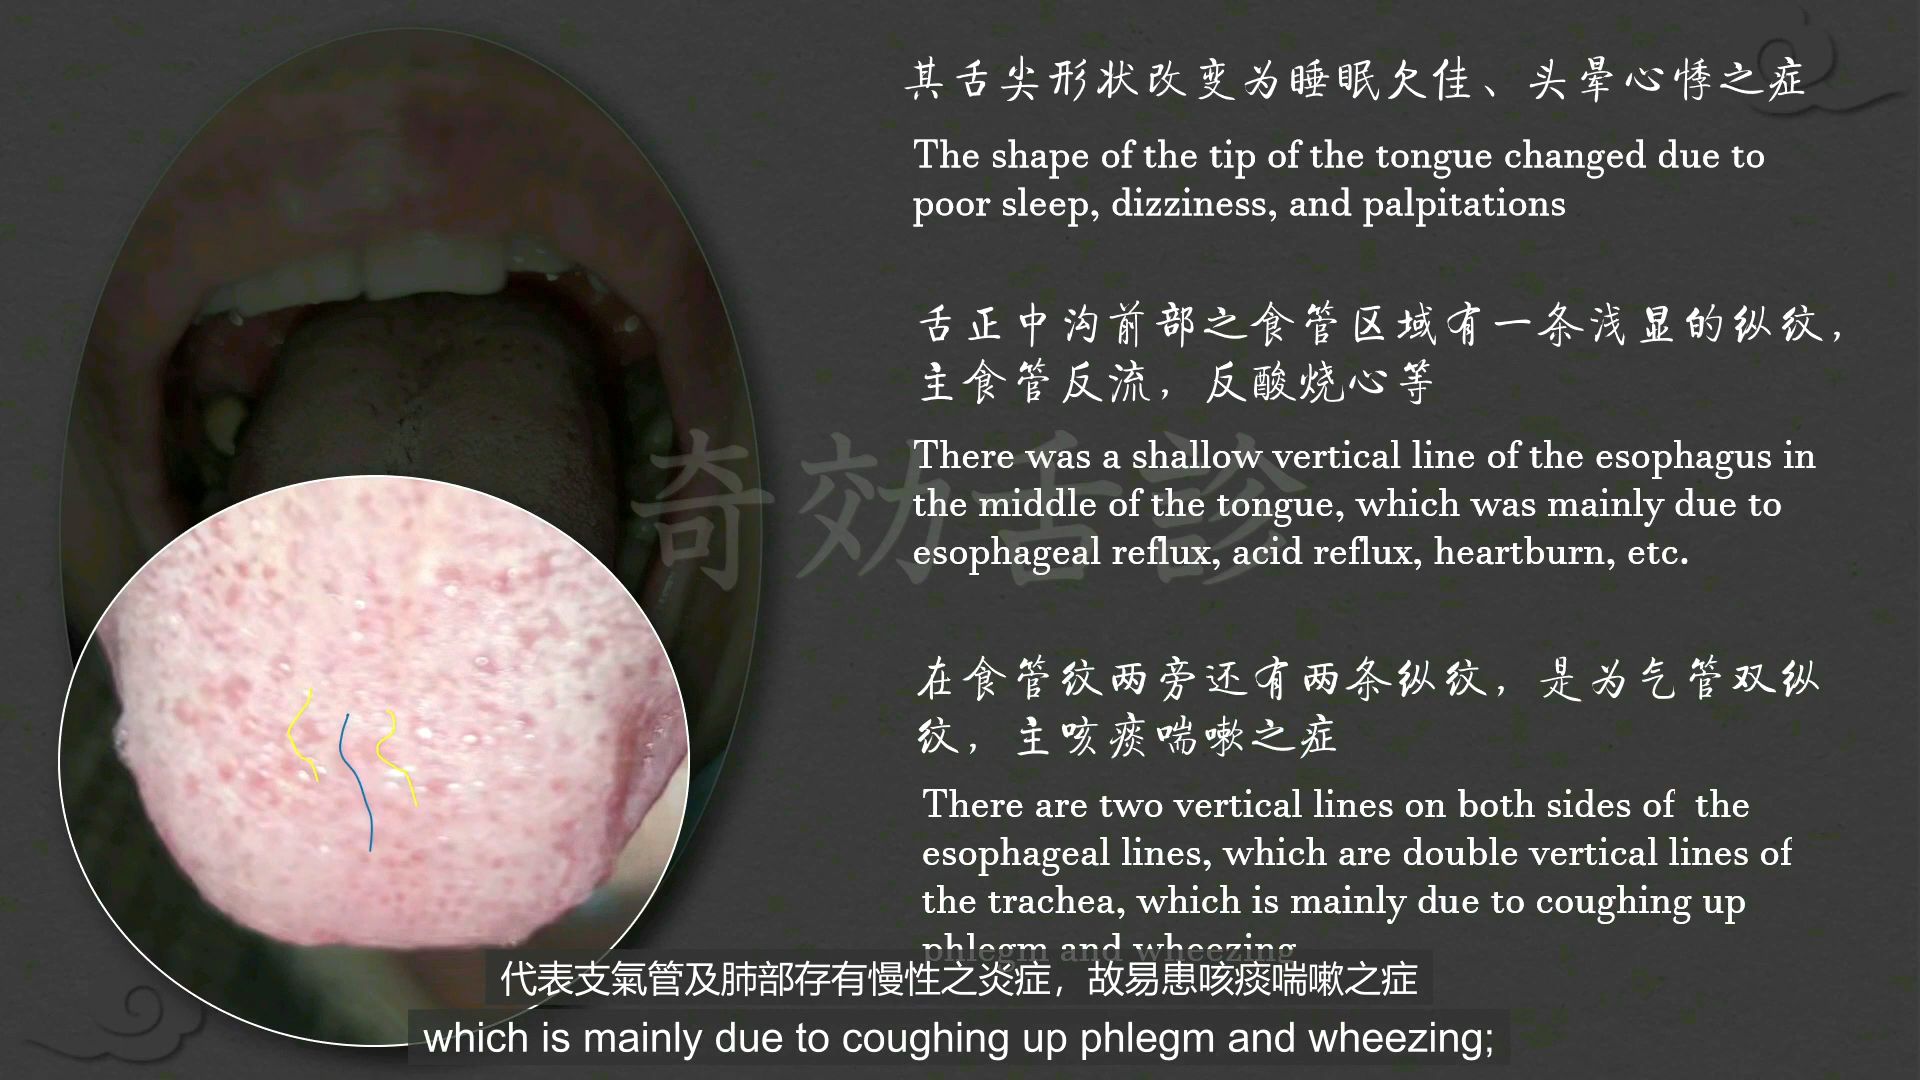 其舌尖形状改变为睡眠欠佳、头晕心悸之症
The shape of the tip of the tongue changed due to
poor sleep, dizziness, and palpitations
舌正中沟前部之食管区域有一条浅显的纵纹，
主食管反流，反酸烧心等
奇効舌診
There was a shallow vertical line of the esophagus in
the middle of the tongue, which was mainly due to
esophageal reflux, acid reflux, heartburn, etc.
在食管纹两旁还有两条纵纹，是为气管双纵
纹，主咳痰喘嗽之症
There are two vertical lines on both sides of the
esophageal lines, which are double vertical lines of
the trachea, which is mainly due to coughing up
phlegm and wheezing
代表支氣管及肺部存有慢性之炎症，故易患咳痰喘嗽之症
which is mainly due to coughing up phlegm and wheezing;